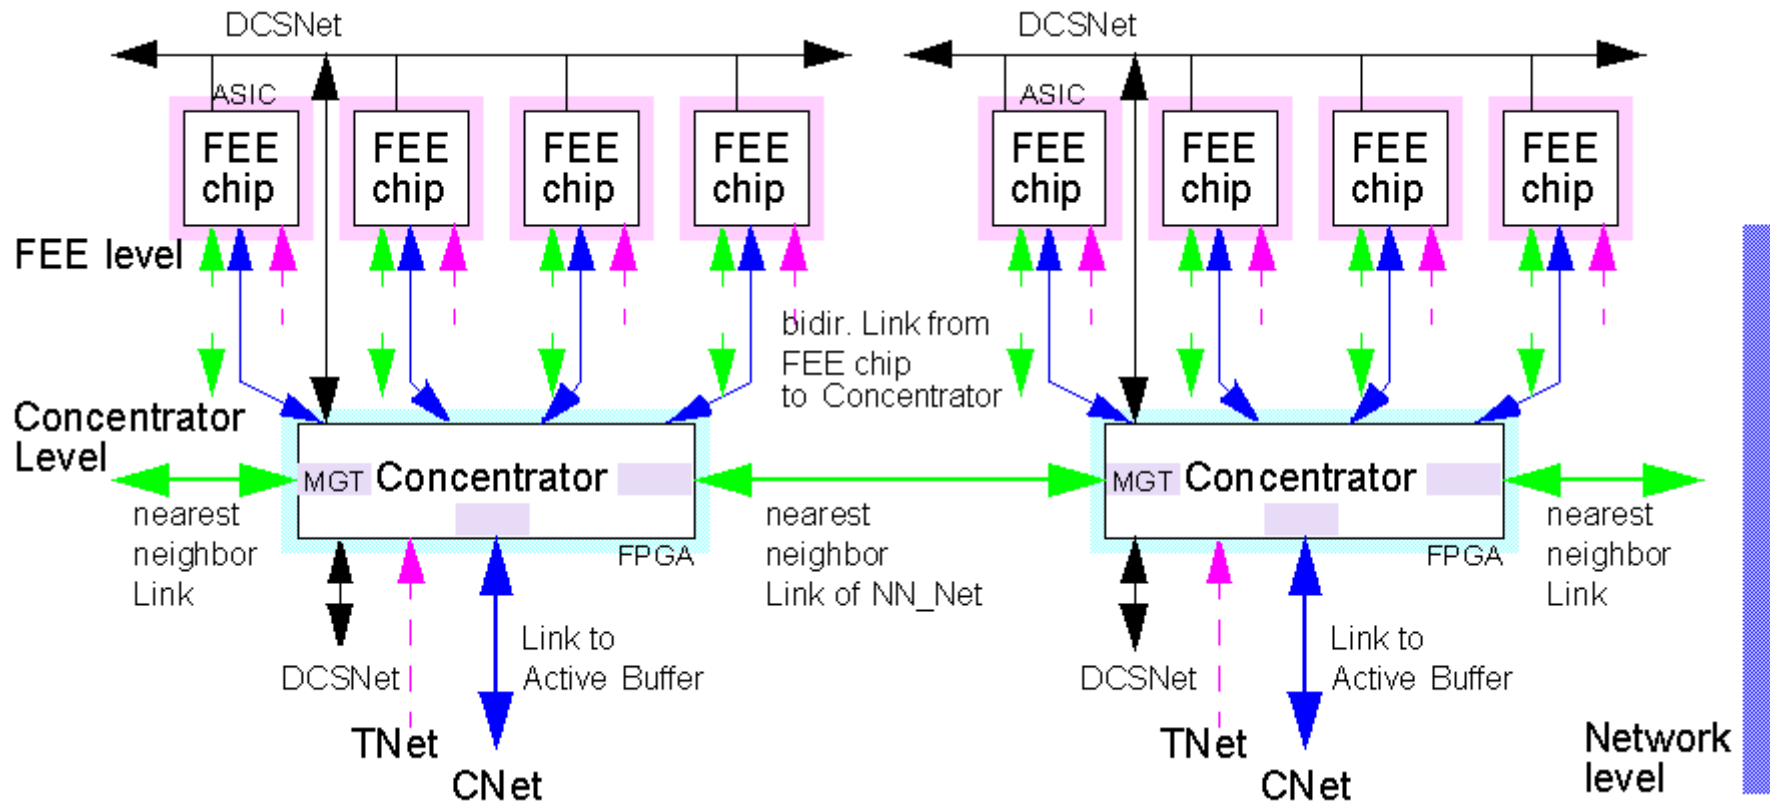 DCSNet
DCSNet
ASIC
ASIC
FEE
chip
FEE
chip
FEE
chip
FEE
chip
FEE
chip
FEE
chip
FEE
chip
FEE
chip
FEE level
bidir. Link from
FEE chip
to Concentrator
Concentrator
Level
MGT
Concentrator
MGT
Concentrator
FPGA
FPGA
nearest
neighbor
Link
nearest
neighbor
Link of NN_Net
nearest
neighbor
Link
DCSNet
Link to
Active Buffer
DCSNet
Link to
Active Buffer
TNet
CNet
TNet
CNet
Network
level